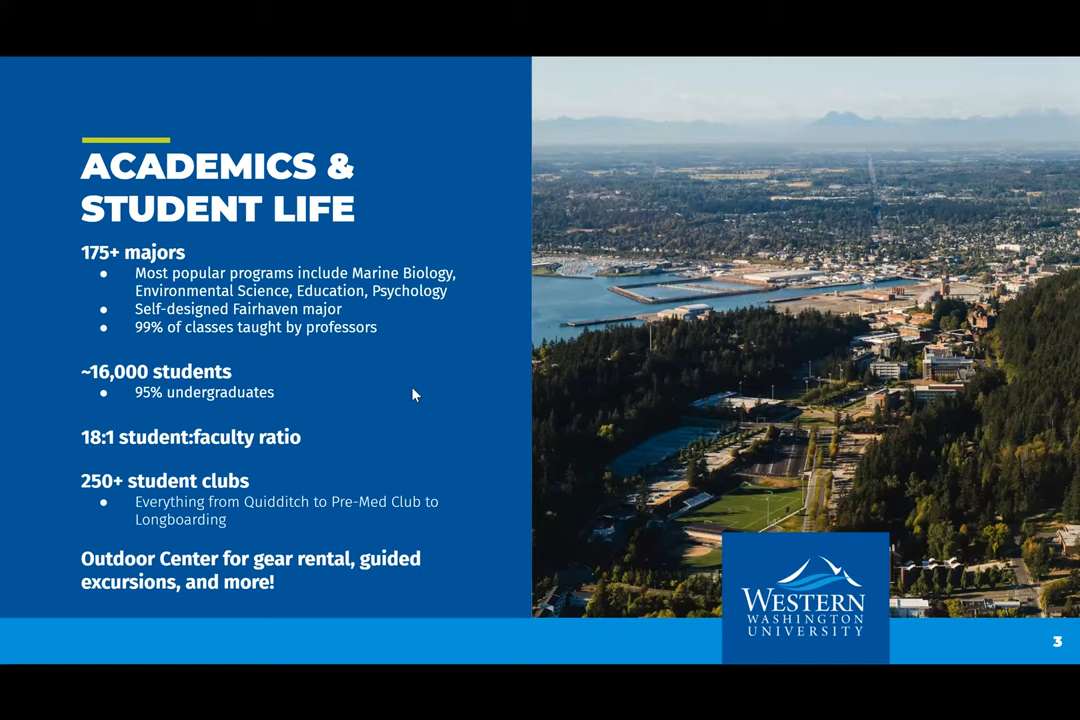 ACADEMICS &
STUDENT LIFE
175+ majors
● Most popular programs include Marine Biology,
Environmental Science, Education, Psychology
● Self-designed Fairhaven major
● 99% of classes taught by professors
~16,000 students
● 95% undergraduates
18:1 student:faculty ratio
250+ student clubs
● Everything from Quidditch to Pre-Med Club to
Longboarding
Outdoor Center for gear rental, guided
excursions, and more!
WESTERN
WASHINGTON
UNIVERSITY
3